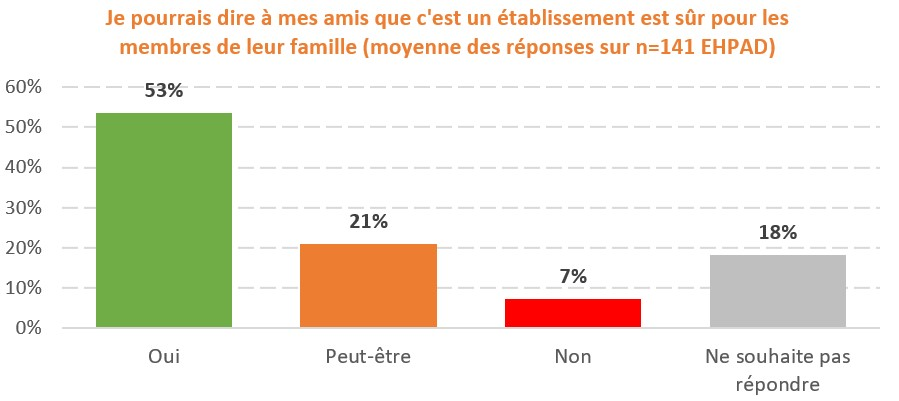 Je pourrais dire à mes amis que c'est un établissement est sûr pour les
membres de leur famille (moyenne des réponses sur n=141 EHPAD)
60%
50%
40%
30%
20%
10%
0%
53%
21%
7%
18%
Oui
Peut-être
Non
Ne souhaite pas
répondre